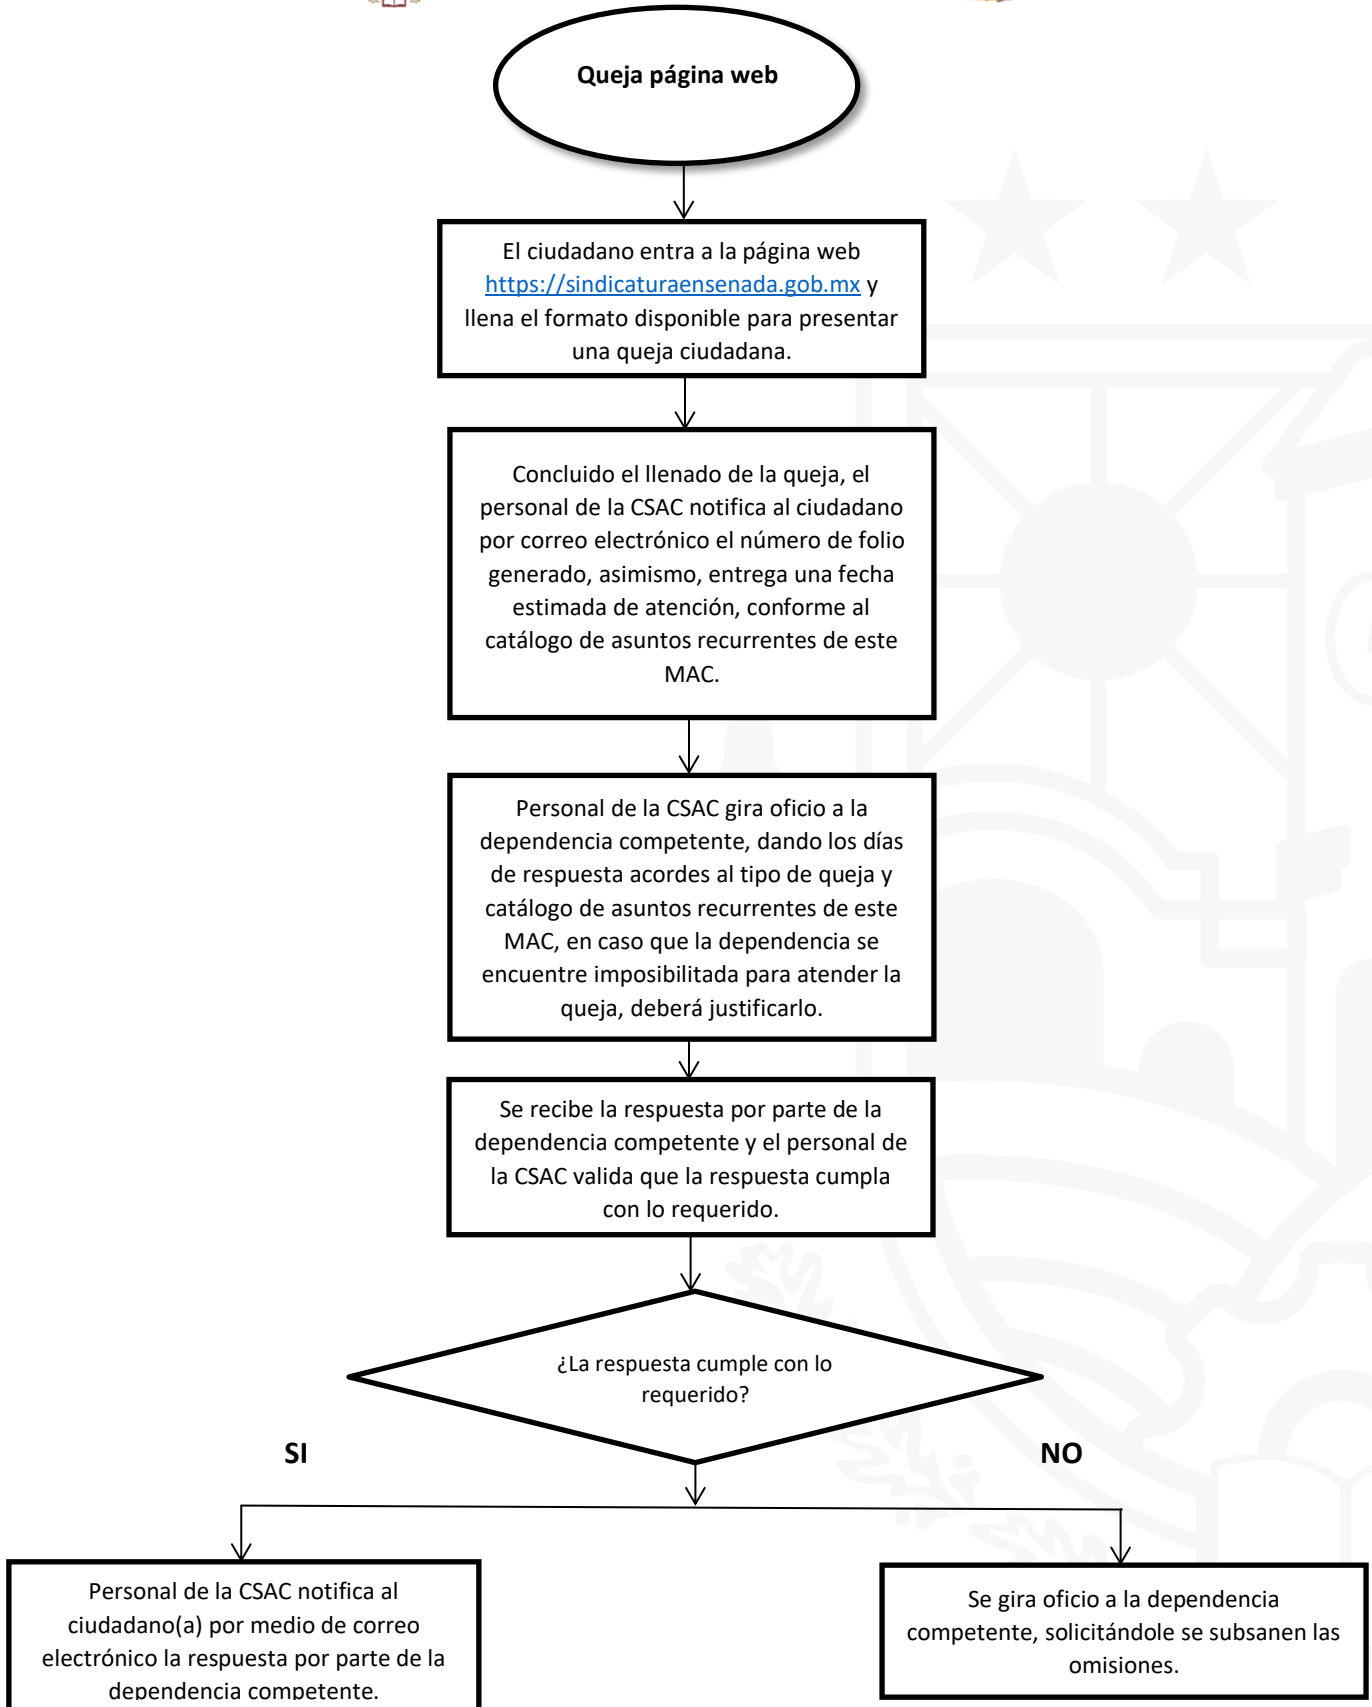 Queja página web
El ciudadano entra a la página web
https://sindicaturaensenada.gob.mx y
llena el formato disponible para presentar
una queja ciudadana.
Concluido el llenado de la queja, el
personal de la CSAC notifica al ciudadano
por correo electrónico el número de folio
generado, asimismo, entrega una fecha
estimada de atención, conforme al
catálogo de asuntos recurrentes de este
MAC.
Personal de la CSAC gira oficio a la
dependencia competente, dando los días
de respuesta acordes al tipo de queja y
catálogo de asuntos recurrentes de este
MAC, en caso que la dependencia se
encuentre imposibilitada para atender la
queja, deberá justificarlo.
Se recibe la respuesta por parte de la
dependencia competente y el personal de
la CSAC valida que la respuesta cumpla
con lo requerido.
¿La respuesta cumple con lo
requerido?
SI
NO
Personal de la CSAC notifica al
ciudadano(a) por medio de correo
electrónico la respuesta por parte de la
dependencia competente.
Se gira oficio a la dependencia
competente, solicitándole se subsanen las
omisiones.